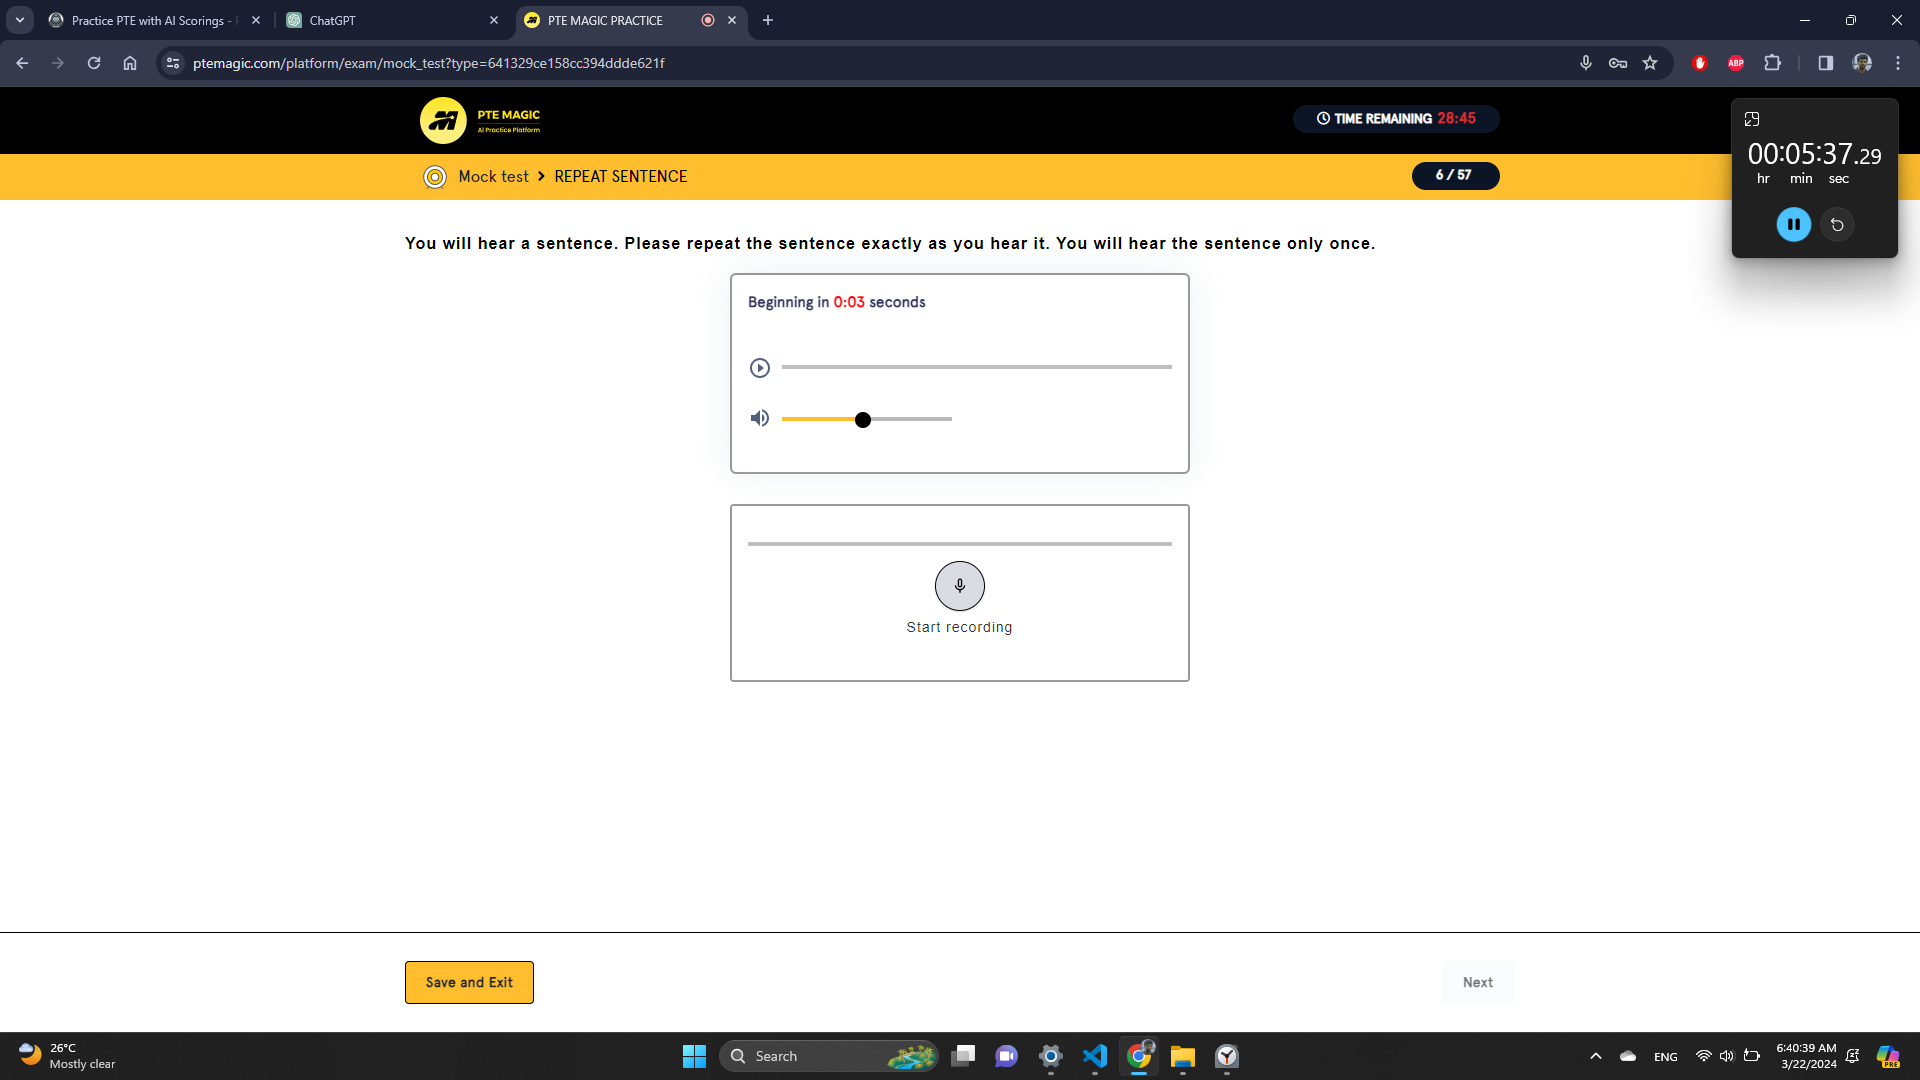 Practice PTE with AI Scorings -
ChatGPT
PTE MAGIC PRACTICE
ptemagic.com/platform/exam/mock_test?type=641329ce158cc394ddde621f
ABP
PTE MAGIC
AI Practice Platform
TIME REMAINING 28:45
Mock test > REPEAT SENTENCE
6 / 57
00:05:37.29
hr min sec
You will hear a sentence. Please repeat the sentence exactly as you hear it. You will hear the sentence only once.
Beginning in 0:03 seconds
Start recording
Save and Exit
Next
26°C
Mostly clear
Search
ENG
6:40:39 AM
3/22/2024
PRE